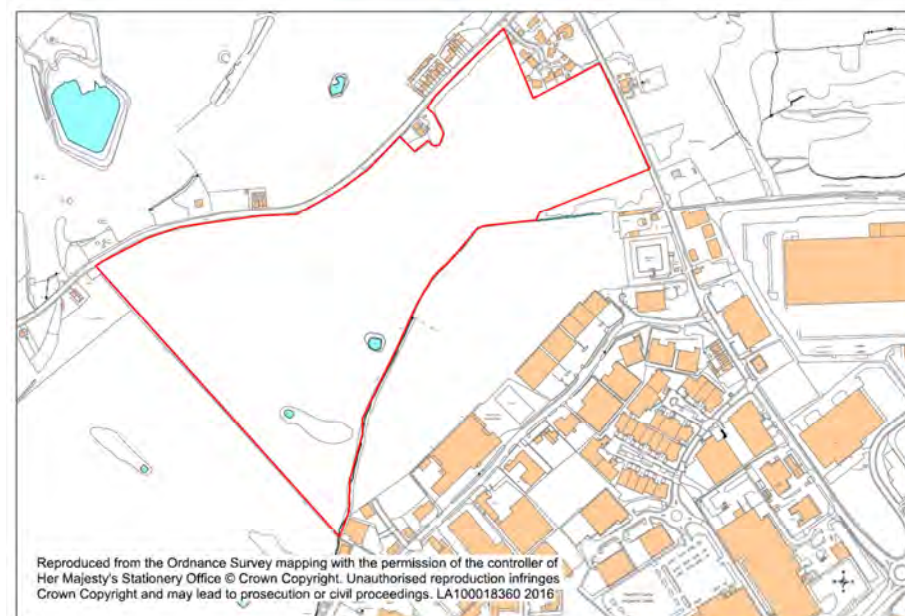 Reproduced from the Ordnance Survey mapping with the permission of the controller of
Her Majesty's Stationery Office © Crown Copyright. Unauthorised reproduction infringes
Crown Copyright and may lead to prosecution or civil proceedings. LA100018360 2016